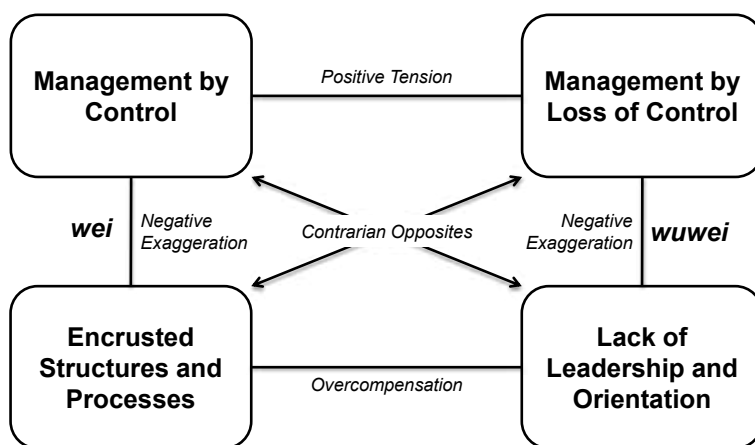 Management by
Control
Positive Tension
Management by
Loss of Control
wei
Negative
Exaggeration
Contrarian Opposites
Negative
Exaggeration
wuwei
Encrusted
Structures and
Processes
Overcompensation
Lack of
Leadership and
Orientation